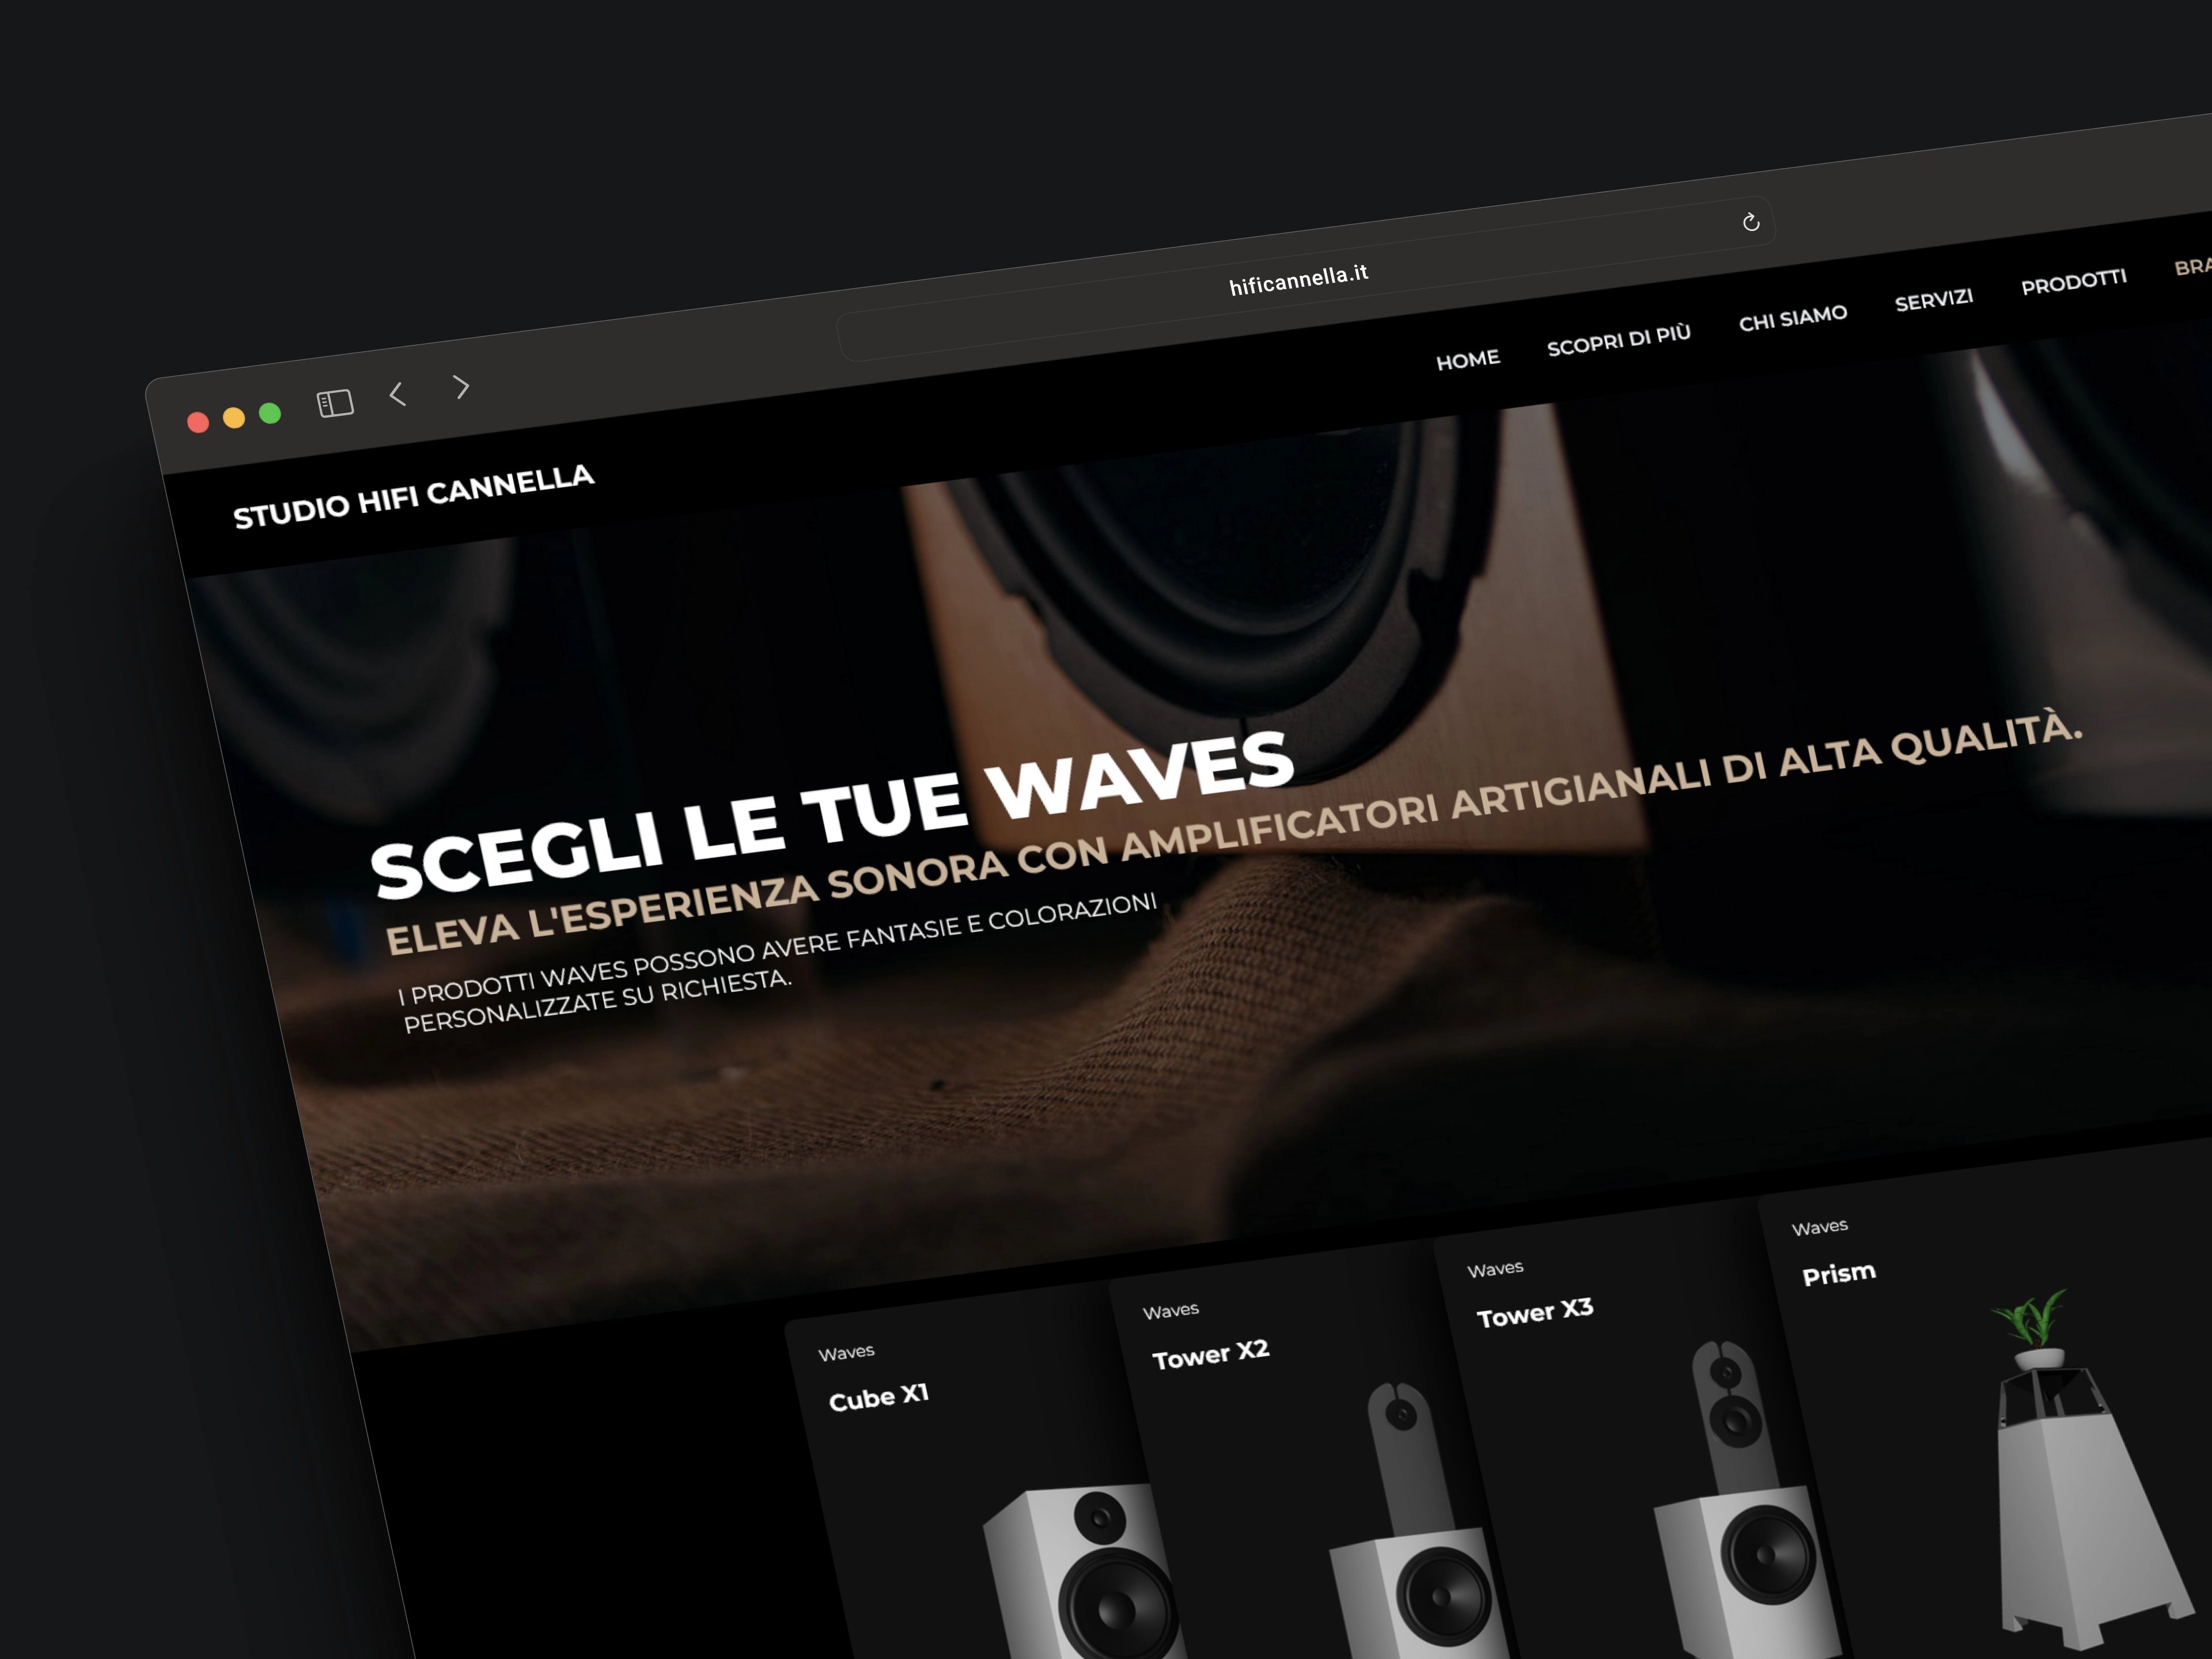 hificannella.it
STUDIO HIFI CANNELLA
HOME
SCOPRI DI PIÙ
CHI SIAMO
SERVIZI
PRODOTTI
SCEGLI LE TUE WAVES
ELEVA L'ESPERIENZA SONORA CON AMPLIFICATORI ARTIGIANALI DI ALTA QUALITÀ.
I PRODOTTI WAVES POSSONO AVERE FANTASIE E COLORAZIONI
PERSONALIZZATE SU RICHIESTA.
Waves
Cube X1
Waves
Tower X2
Waves
Tower X3
Waves
Prism